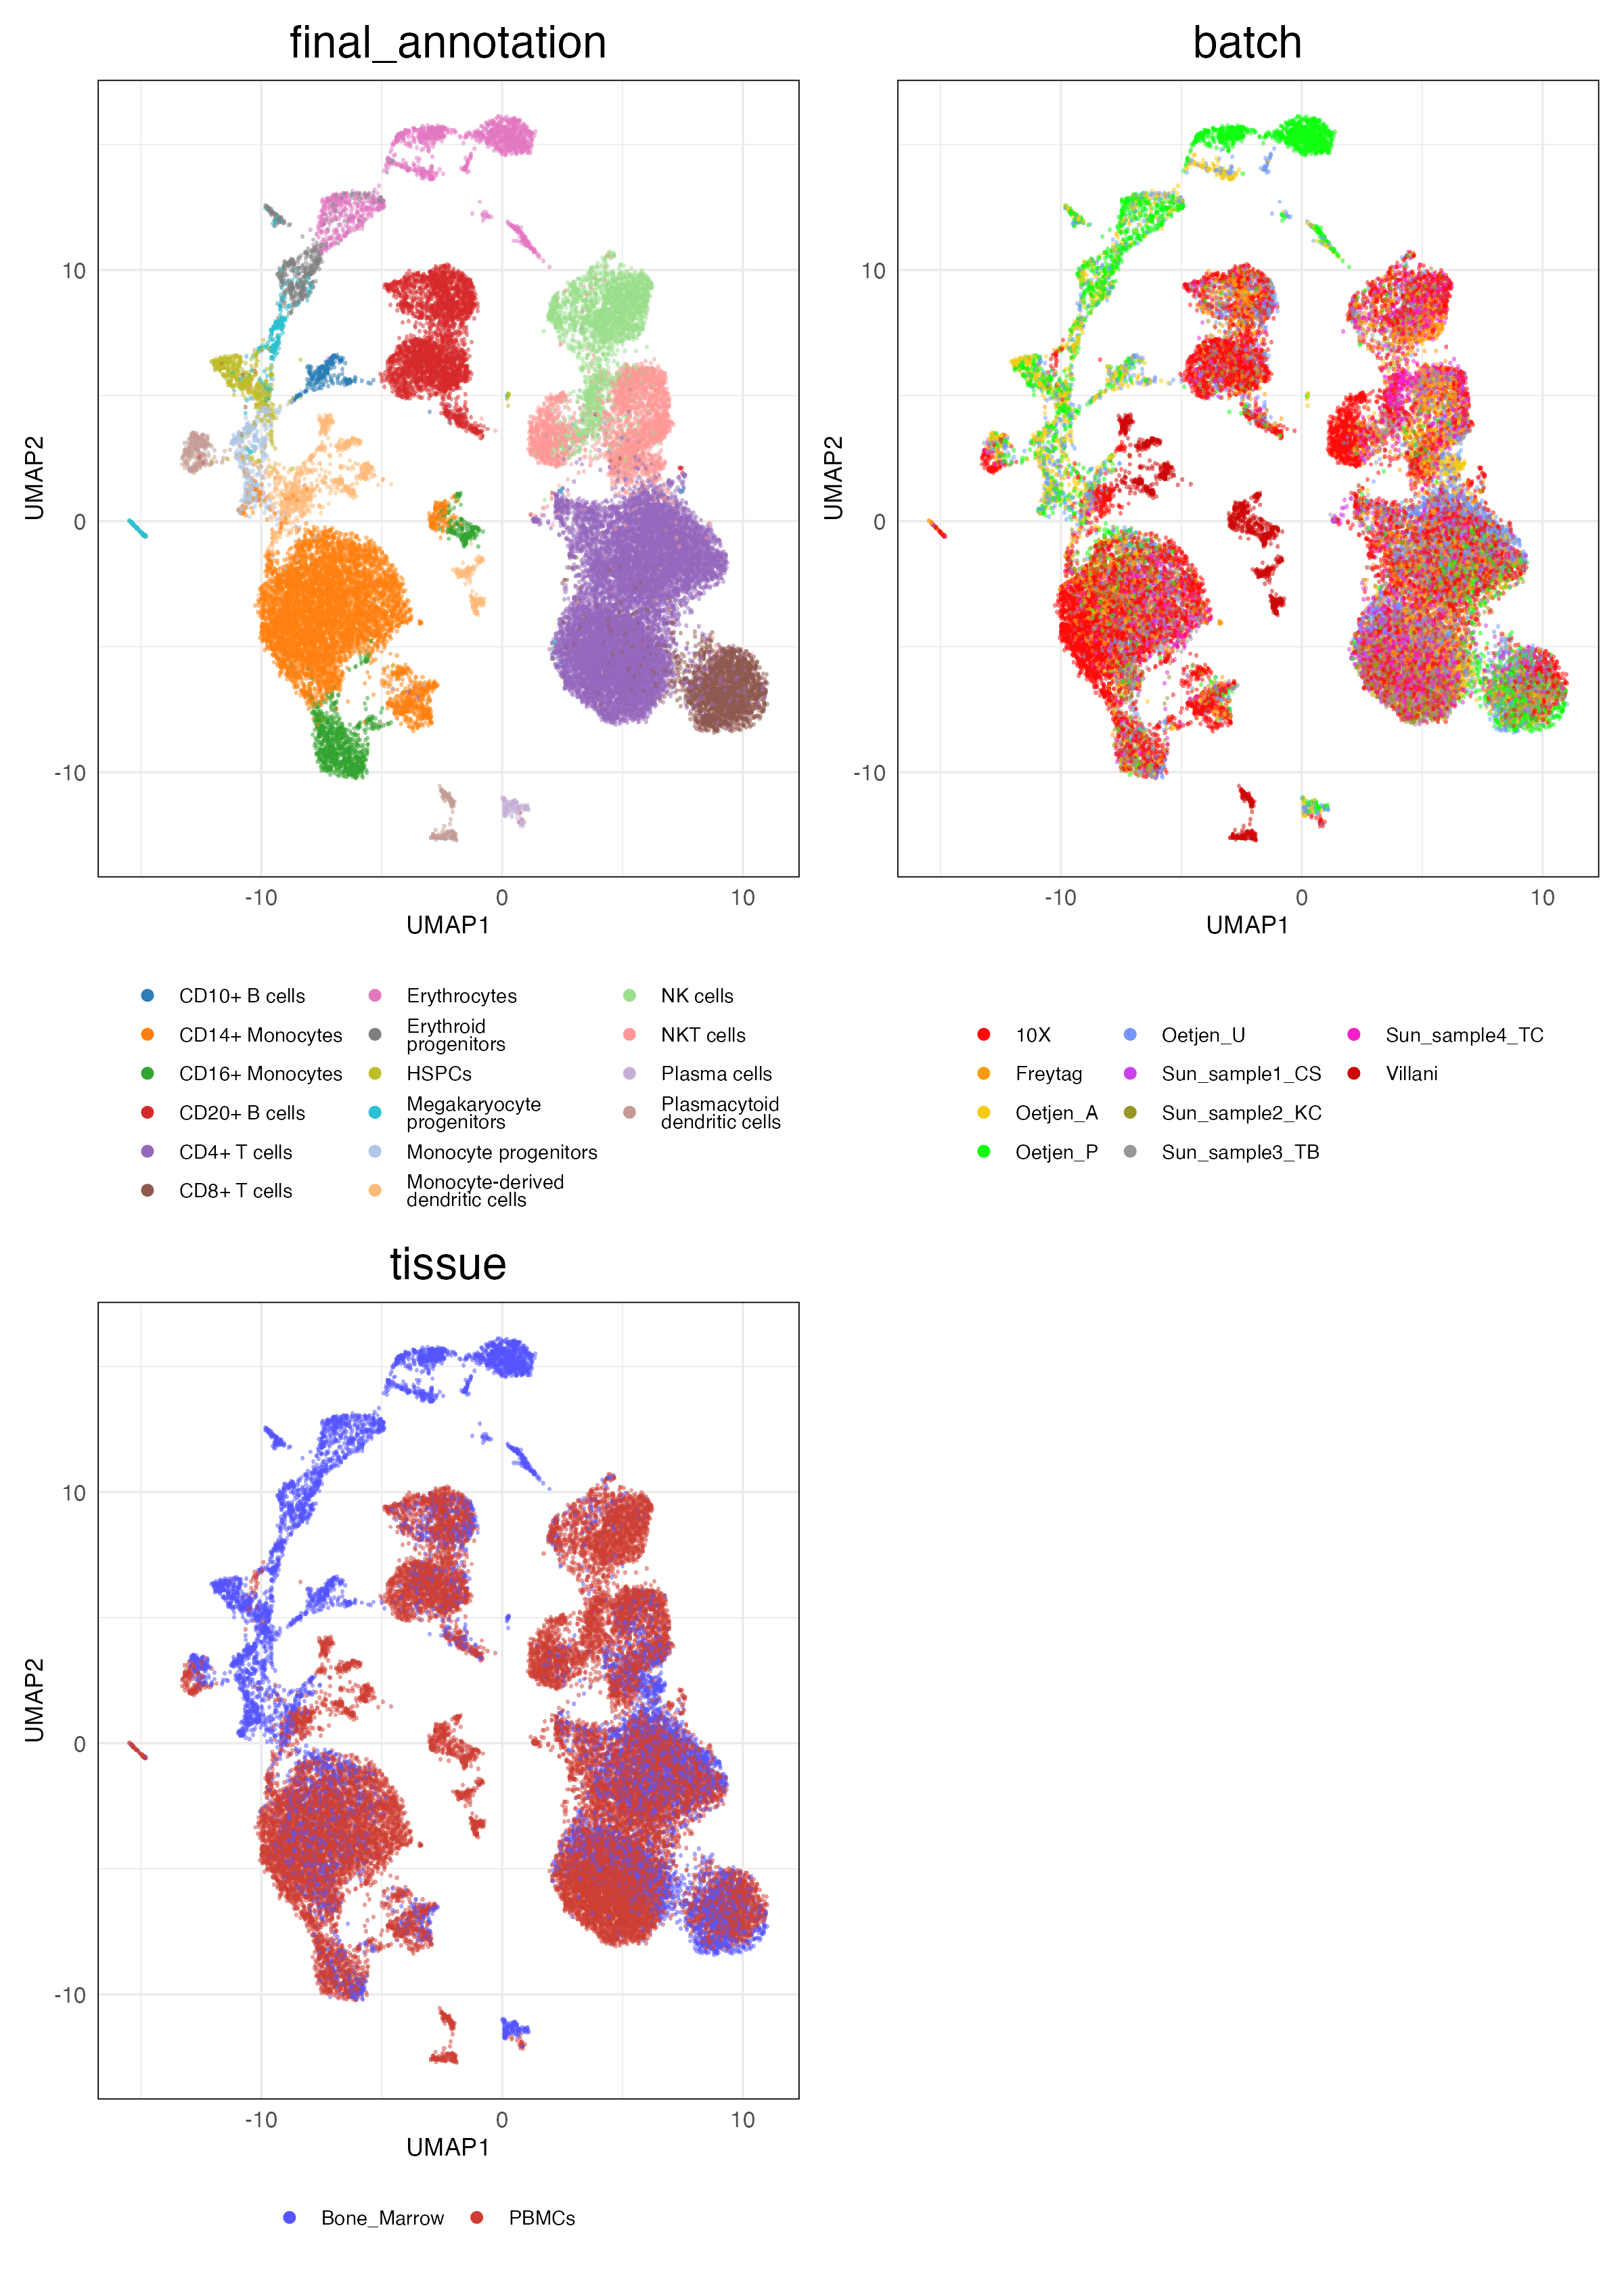 final_annotation
batch
10
0
-10
UMAP2
-10
0
10
UMAP1
10
0
-10
UMAP2
-10
0
10
UMAP1
CD10+ B cells
CD14+ Monocytes
CD16+ Monocytes
CD20+ B cells
CD4+ T cells
CD8+ T cells
Erythrocytes
Erythroid
progenitors
HSPCs
Megakaryocyte
progenitors
Monocyte progenitors
Monocyte-derived
dendritic cells
NK cells
NKT cells
Plasma cells
Plasmacytoid
dendritic cells
10X
Freytag
Oetjen_A
Oetjen_P
Oetjen_U
Sun_sample1_CS
Sun_sample2_KC
Sun_sample3_TB
Sun_sample4_TC
Villani
tissue
10
0
-10
UMAP2
-10
0
10
UMAP1
Bone_Marrow
PBMCs